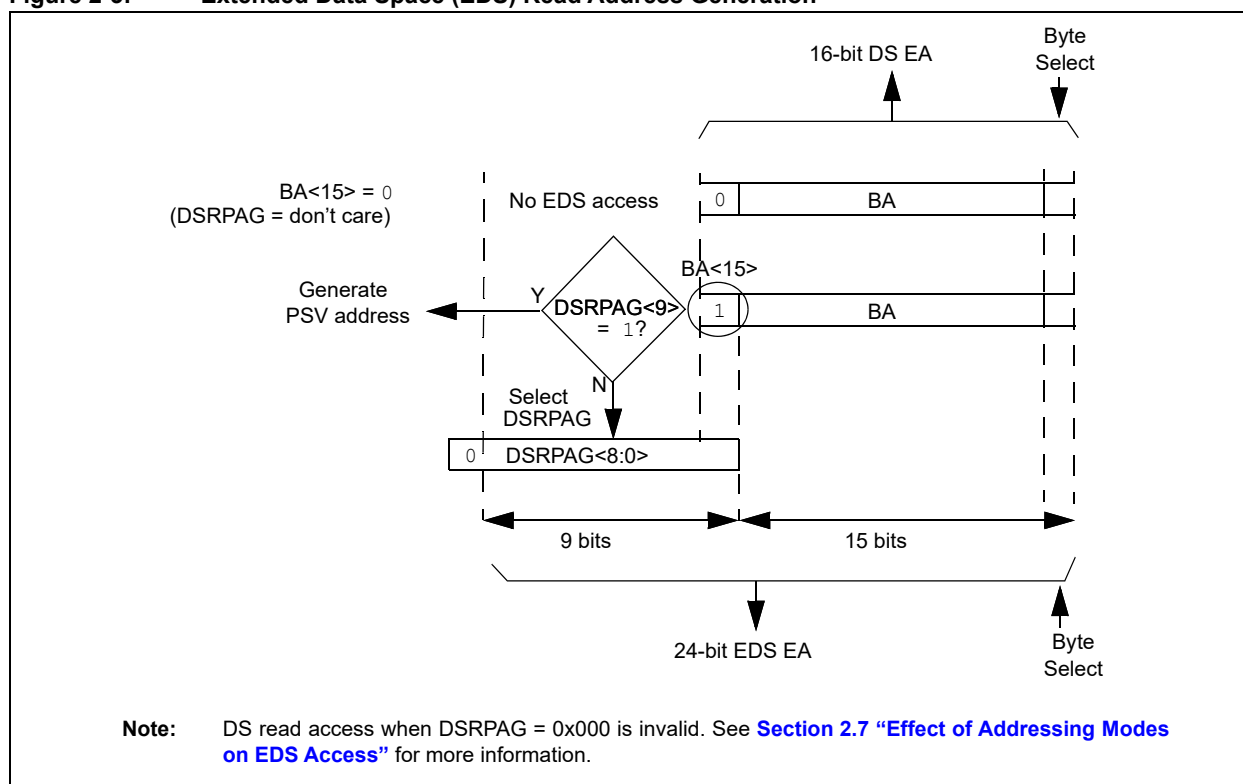 Figure 2-3: Extended Data Space (EDS) Read Address Generation
16-bit DS EA
Byte
Select
BA<15> = 0
(DSRPAG = don't care)
No EDS access
0
BA
BA<15>
Generate
PSV address
Y
DSRPAG<9>
= 1?
1
BA
N
Select
DSRPAG
0
DSRPAG<8:0>
9 bits
15 bits
24-bit EDS EA
Byte
Select
Note: DS read access when DSRPAG = 0x000 is invalid. See Section 2.7 “Effect of Addressing Modes
on EDS Access” for more information.